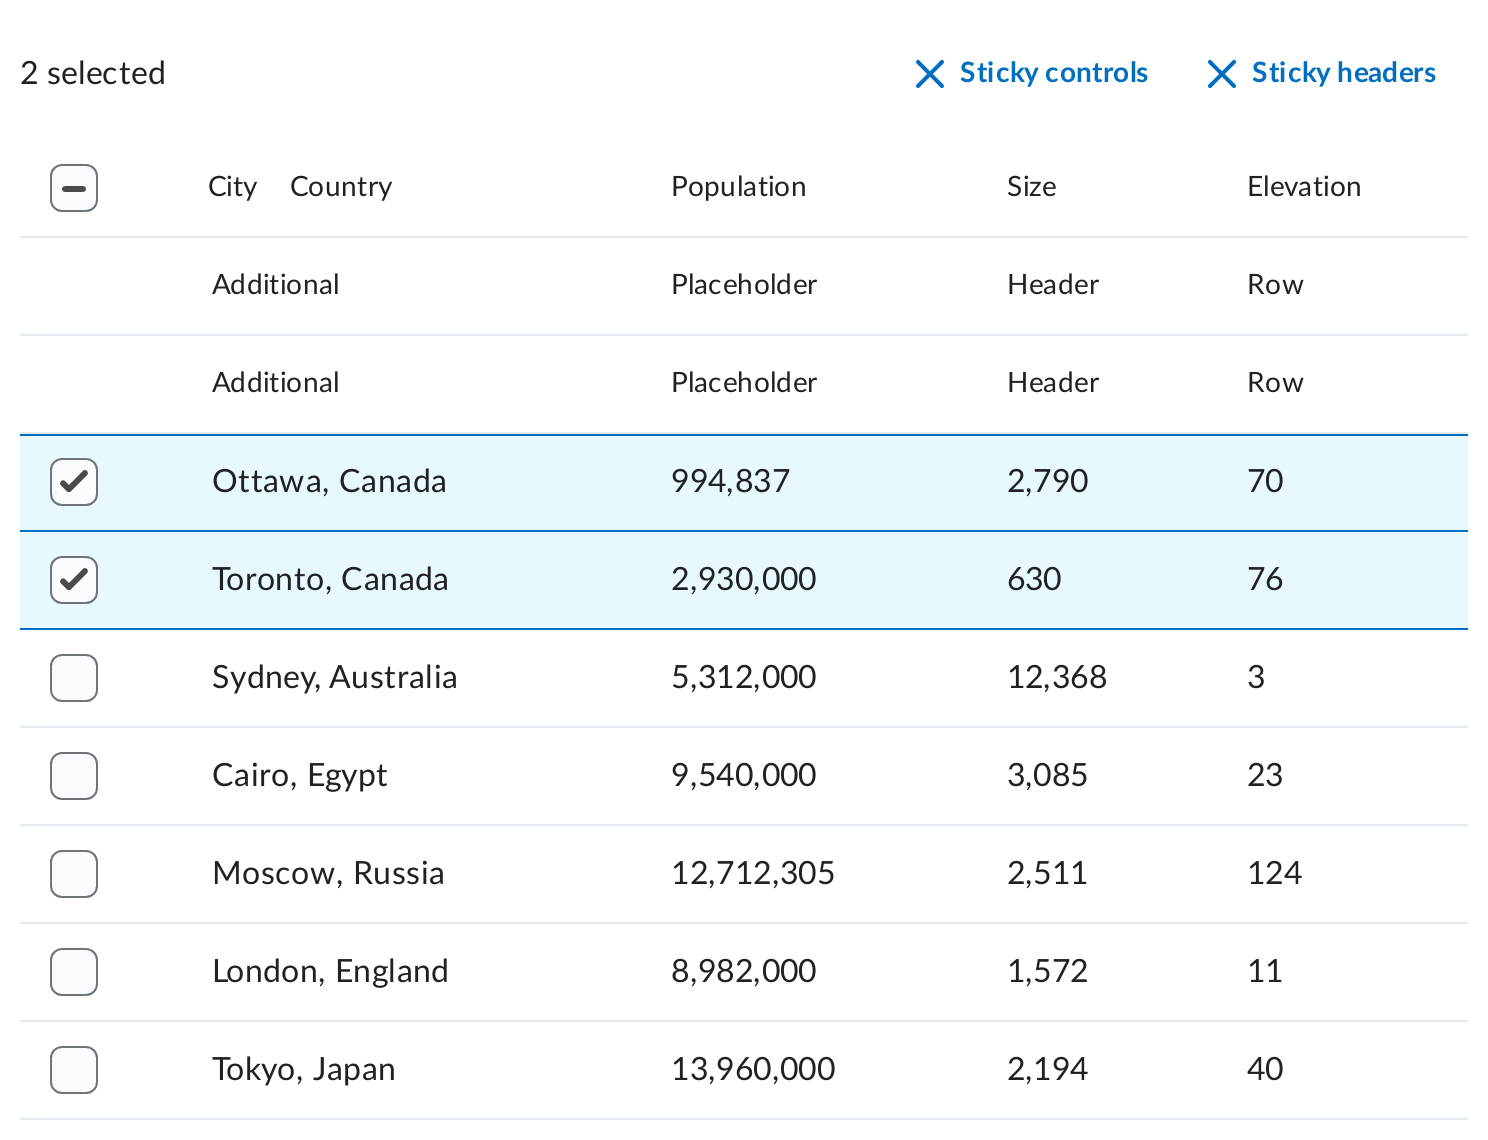 2 selected Sticky controls Sticky headers
City Country Population Size Elevation
Additional Placeholder Header Row
Additional Placeholder Header Row
Ottawa, Canada 994,837 2,790 70
Toronto, Canada 2,930,000 630 76
Sydney, Australia 5,312,000 12,368 3
Cairo, Egypt 9,540,000 3,085 23
Moscow, Russia 12,712,305 2,511 124
London, England 8,982,000 1,572 11
Tokyo, Japan 13,960,000 2,194 40